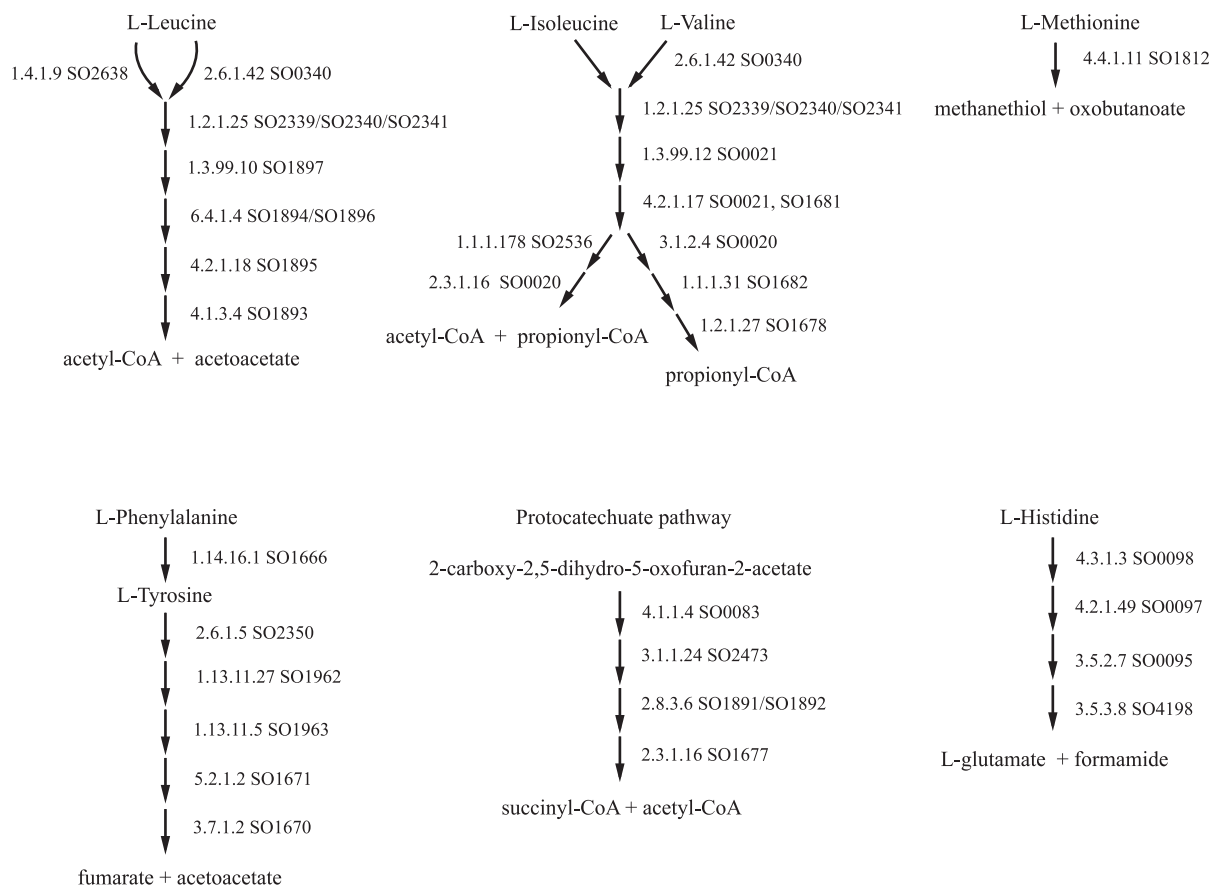 L-Leucine
1.4.1.9 SO2638
2.6.1.42 SO0340
1.2.1.25 SO2339/SO2340/SO2341
1.3.99.10 SO1897
6.4.1.4 SO1894/SO1896
4.2.1.18 SO1895
4.1.3.4 SO1893
acetyl-CoA + acetoacetate
L-Isoleucine
L-Valine
2.6.1.42 SO0340
1.2.1.25 SO2339/SO2340/SO2341
1.3.99.12 SO0021
4.2.1.17 SO0021, SO1681
1.1.1.178 SO2536
2.3.1.16 SO0020
acetyl-CoA + propionyl-CoA
3.1.2.4 SO0020
1.1.1.31 SO1682
1.2.1.27 SO1678
propionyl-CoA
L-Methionine
4.4.1.11 SO1812
methanethiol + oxobutanoate
L-Phenylalanine
1.14.16.1 SO1666
L-Tyrosine
2.6.1.5 SO2350
1.13.11.27 SO1962
1.13.11.5 SO1963
5.2.1.2 SO1671
3.7.1.2 SO1670
fumarate + acetoacetate
Protocatechuate pathway
2-carboxy-2,5-dihydro-5-oxofuran-2-acetate
4.1.1.4 SO0083
3.1.1.24 SO2473
2.8.3.6 SO1891/SO1892
2.3.1.16 SO1677
succinyl-CoA + acetyl-CoA
L-Histidine
4.3.1.3 SO0098
4.2.1.49 SO0097
3.5.2.7 SO0095
3.5.3.8 SO4198
L-glutamate + formamide